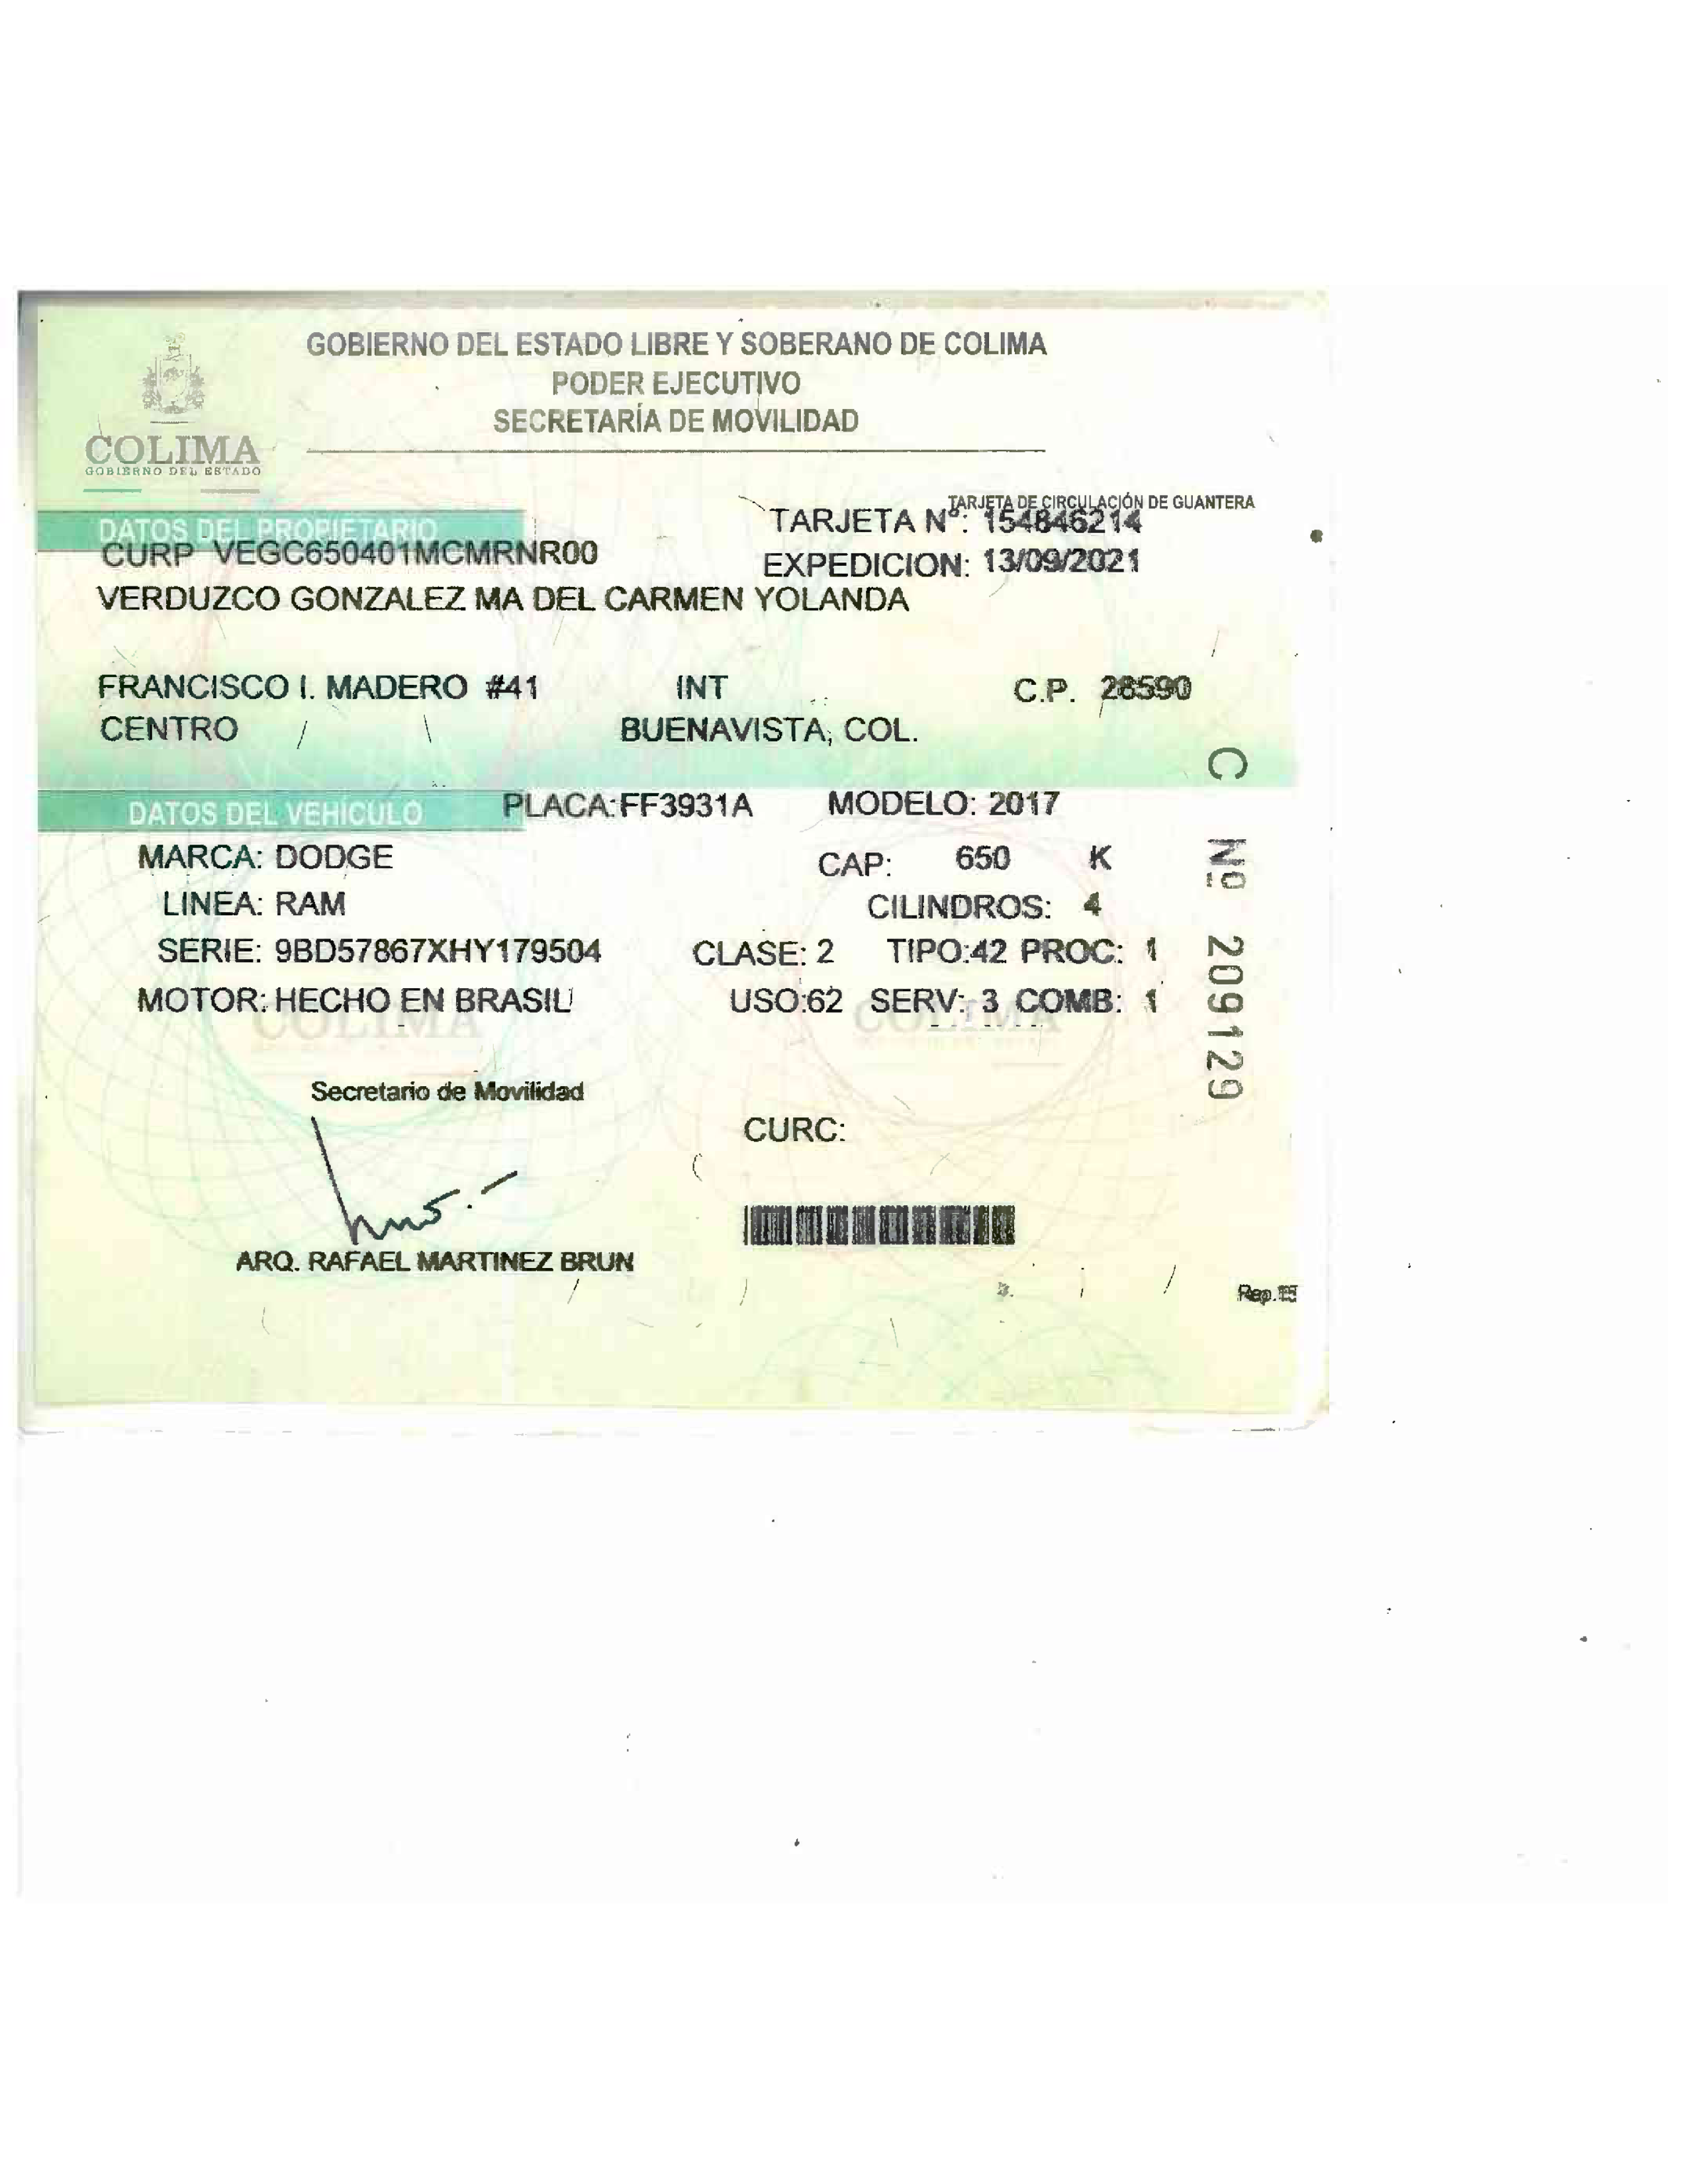 GOBIERNO DEL ESTADO LIBRE Y SOBERANO DE COLIMA
PODER EJECUTIVO
SECRETARÍA DE MOVILIDAD
COLIMA
GOBIERNO DEL ESTADO
TARJETA DE CIRCULACIÓN DE GUANTERA
DATOS DEL PROPIETARIO
TARJETA Nº: 154846214
CURP VEGC650401MCMRNR00
EXPEDICION: 13/09/2021
VERDUZCO GONZALEZ MA DEL CARMEN YOLANDA
FRANCISCO I. MADERO #41 INT C.P. 28590
CENTRO BUENAVISTA, COL.
DATOS DEL VEHÍCULO
PLACA:FF3931A MODELO: 2017
MARCA: DODGE CAP: 650 K
LINEA: RAM CILINDROS: 4
SERIE: 9BD57867XHY179504 CLASE: 2 TIPO:42 PROC: 1
MOTOR: HECHO EN BRASIL USO:62 SERV: 3 COMB: 1
COLIMA COLIMA
C Nº 209129
Secretario de Movilidad
CURC:
ARQ. RAFAEL MARTINEZ BRUN
Rep.